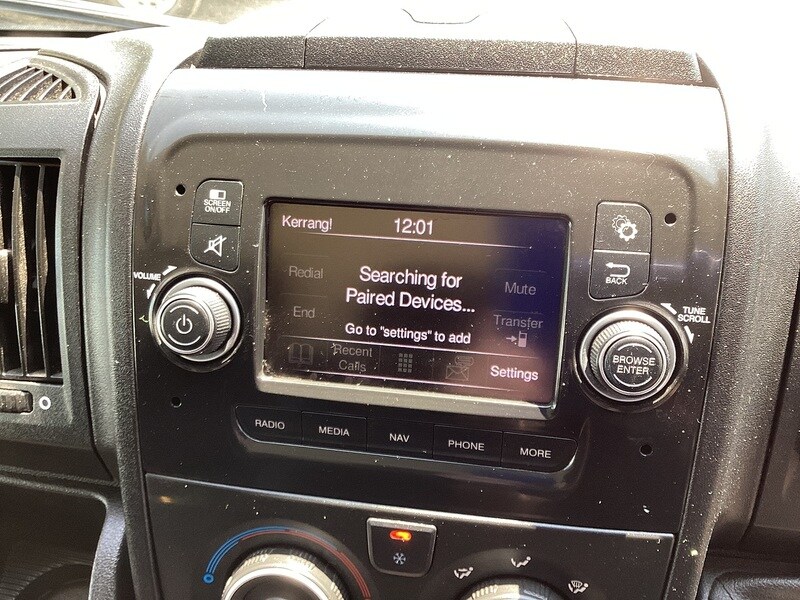 SCREEN
ON/OFF
VOLUME
Kerrang! 12:01
Redial
End
Searching for
Paired Devices...
Go to "settings" to add
Mute
Transfer
Recent
Calls
Settings
BACK
TUNE
SCROLL
BROWSE
ENTER
RADIO
MEDIA
NAV
PHONE
MORE